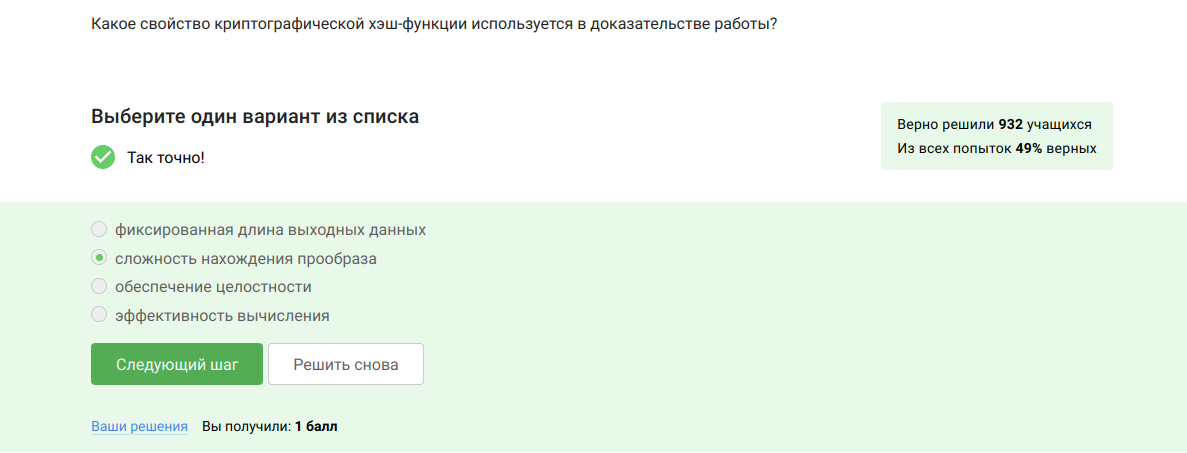 Какое свойство криптографической хэш-функции используется в доказательстве работы?
Выберите один вариант из списка
Так точно!
Верно решили 932 учащихся
Из всех попыток 49% верных
фиксированная длина выходных данных
сложность нахождения прообраза
обеспечение целостности
эффективность вычисления
Следующий шаг Решить снова
Ваши решения Вы получили: 1 балл